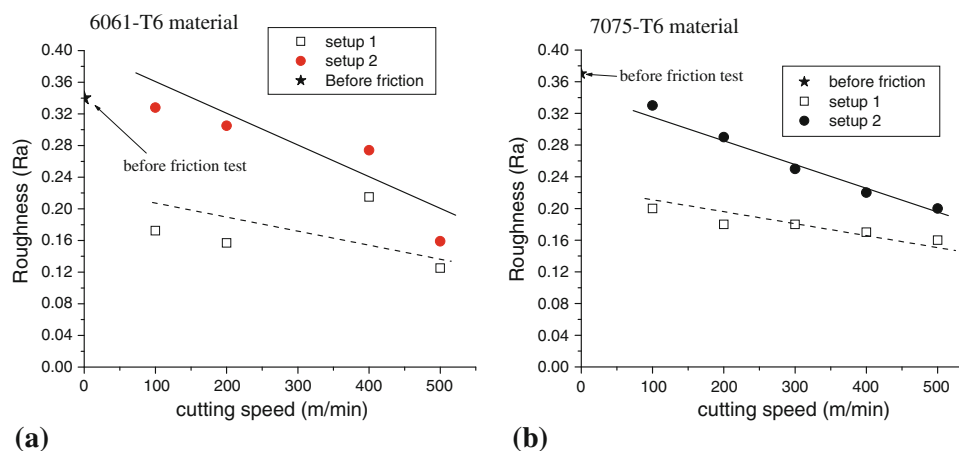 6061-T6 material
setup 1
setup 2
Before friction
before friction test
Roughness (Ra)
0.40
0.36
0.32
0.28
0.24
0.20
0.16
0.12
0.08
0.04
0.00
0 100 200 300 400 500
cutting speed (m/min)
(a)
7075-T6 material
before friction test
before friction
setup 1
setup 2
Roughness (Ra)
0.40
0.36
0.32
0.28
0.24
0.20
0.16
0.12
0.08
0.04
0.00
0 100 200 300 400 500
cutting speed (m/min)
(b)